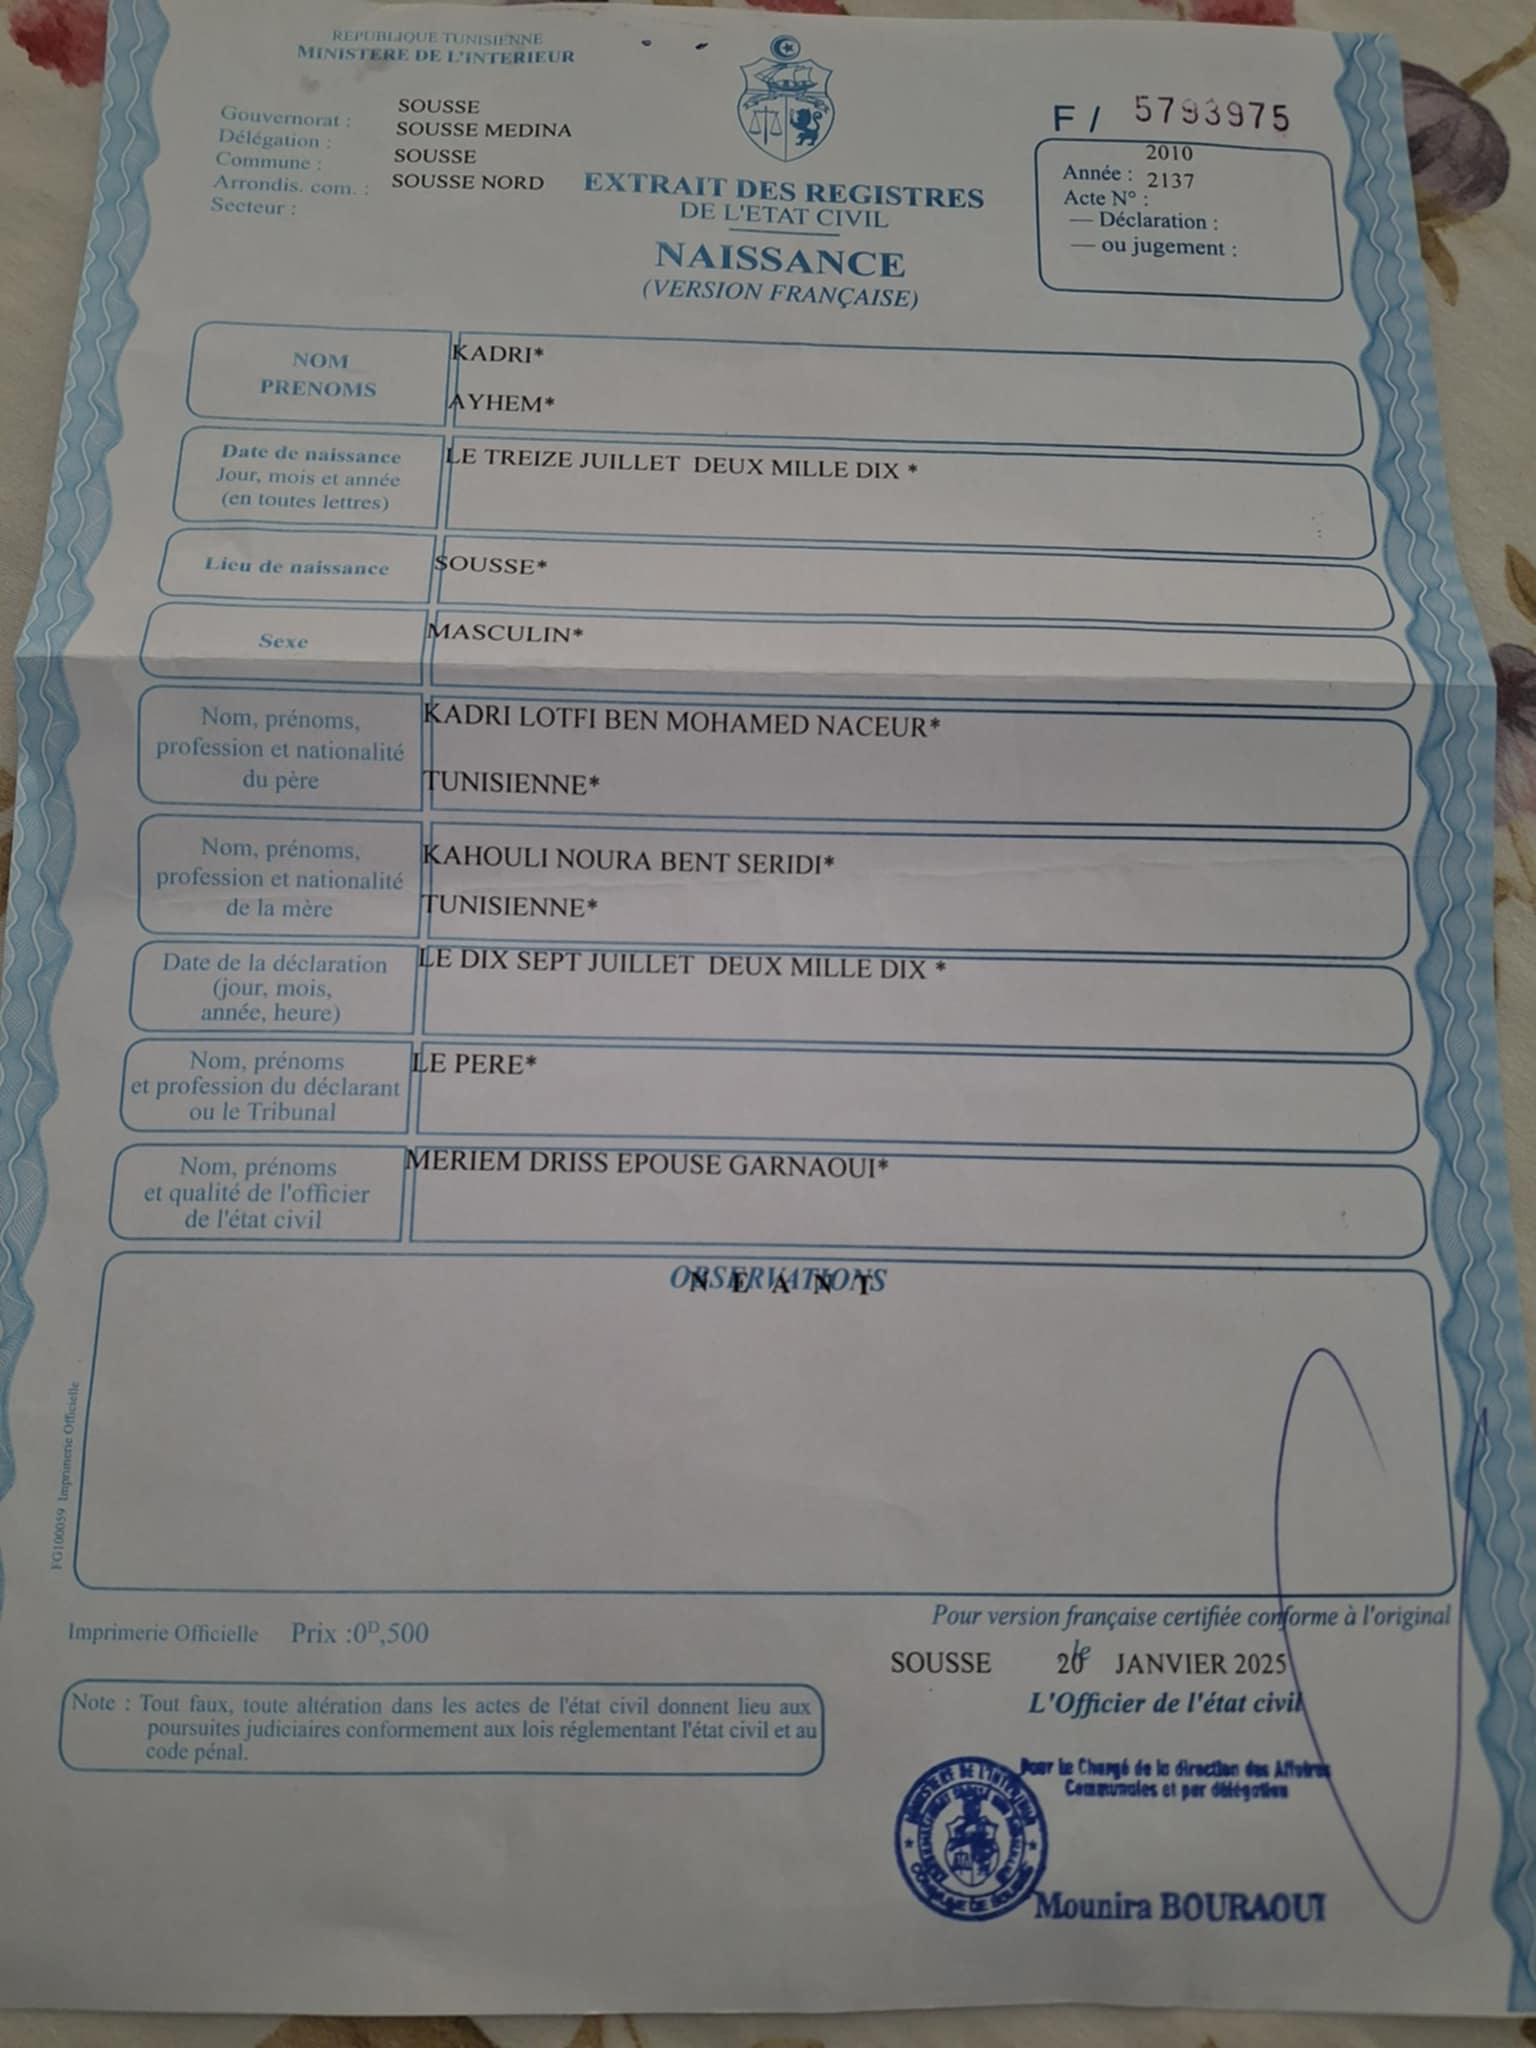 REPUBLIQUE TUNISIENNE
MINISTERE DE L'INTERIEUR
Gouvernorat : SOUSSE
Délégation : SOUSSE MEDINA
Commune : SOUSSE
Arrondis. com. : SOUSSE NORD
Secteur :
EXTRAIT DES REGISTRES
DE L'ETAT CIVIL
NAISSANCE
(VERSION FRANÇAISE)
F / 5793975
2010
Année : 2137
Acte N° :
— Déclaration :
— ou jugement :
NOM KADRI*
PRENOMS AYHEM*
Date de naissance LE TREIZE JUILLET DEUX MILLE DIX *
Jour, mois et année
(en toutes lettres)
Lieu de naissance SOUSSE*
Sexe MASCULIN*
Nom, prénoms, KADRI LOTFI BEN MOHAMED NACEUR*
profession et nationalité
du père TUNISIENNE*
Nom, prénoms, KAHOULI NOURA BENT SERIDI*
profession et nationalité
de la mère TUNISIENNE*
Date de la déclaration LE DIX SEPT JUILLET DEUX MILLE DIX *
(jour, mois,
année, heure)
Nom, prénoms LE PERE*
et profession du déclarant
ou le Tribunal
Nom, prénoms MERIEM DRISS EPOUSE GARNAOUI*
et qualité de l'officier
de l'état civil
OBSERVATIONS
N E A N T
FG100059 Imprimerie Officielle
Imprimerie Officielle Prix :0D,500
Pour version française certifiée conforme à l'original
SOUSSE le 20 JANVIER 2025
L'Officier de l'état civil
Note : Tout faux, toute altération dans les actes de l'état civil donnent lieu aux
poursuites judiciaires conformement aux lois réglementant l'état civil et au
code pénal.
Pour le Chargé de la direction des Affaires
Communales et par délégation
MINISTERE DE L'INTERIEUR
COMMUNE DE SOUSSE
Mounira BOURAOUI